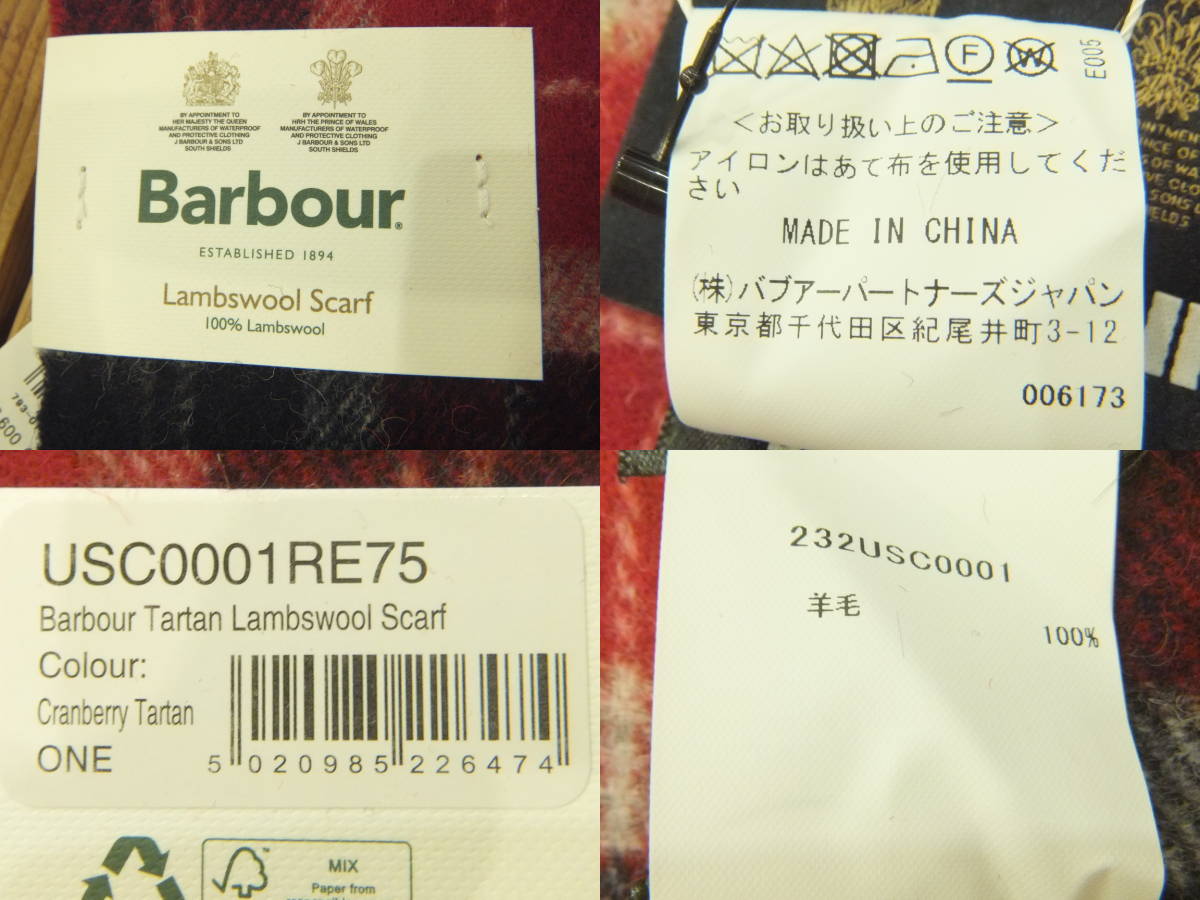 BY APPOINTMENT TO
HER MAJESTY THE QUEEN
MANUFACTURERS OF WATERPROOF
AND PROTECTIVE CLOTHING
J BARBOUR & SONS LTD
SOUTH SHIELDS
BY APPOINTMENT TO
HRH THE PRINCE OF WALES
MANUFACTURERS OF WATERPROOF
AND PROTECTIVE CLOTHING
J BARBOUR & SONS LTD
SOUTH SHIELDS
Barbour®
ESTABLISHED 1894
Lambswool Scarf
100% Lambswool
F
W
E005
<お取り扱い上のご注意>
アイロンはあて布を使用してくだ
さい
MADE IN CHINA
(株)バブアーパートナーズジャパン
東京都千代田区紀尾井町3-12
006173
USC0001RE75
Barbour Tartan Lambswool Scarf
Colour:
Cranberry Tartan
ONE
5 020985 226474
MIX
Paper from
232USC0001
羊毛
100%